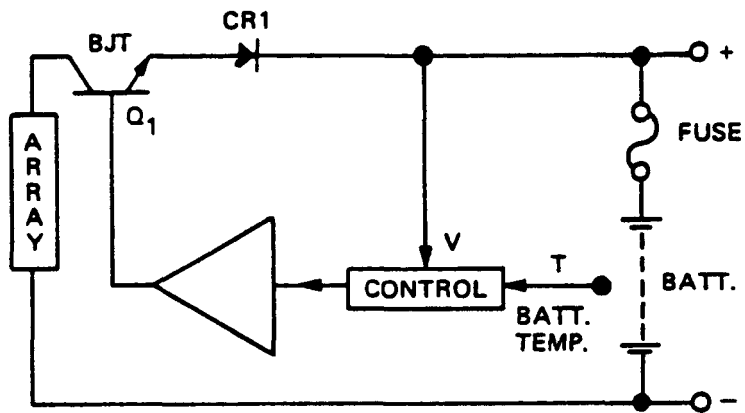 CR1
BJT
Q1
+
ARRAY
FUSE
V
T
CONTROL
BATT.
BATT.
TEMP.
−